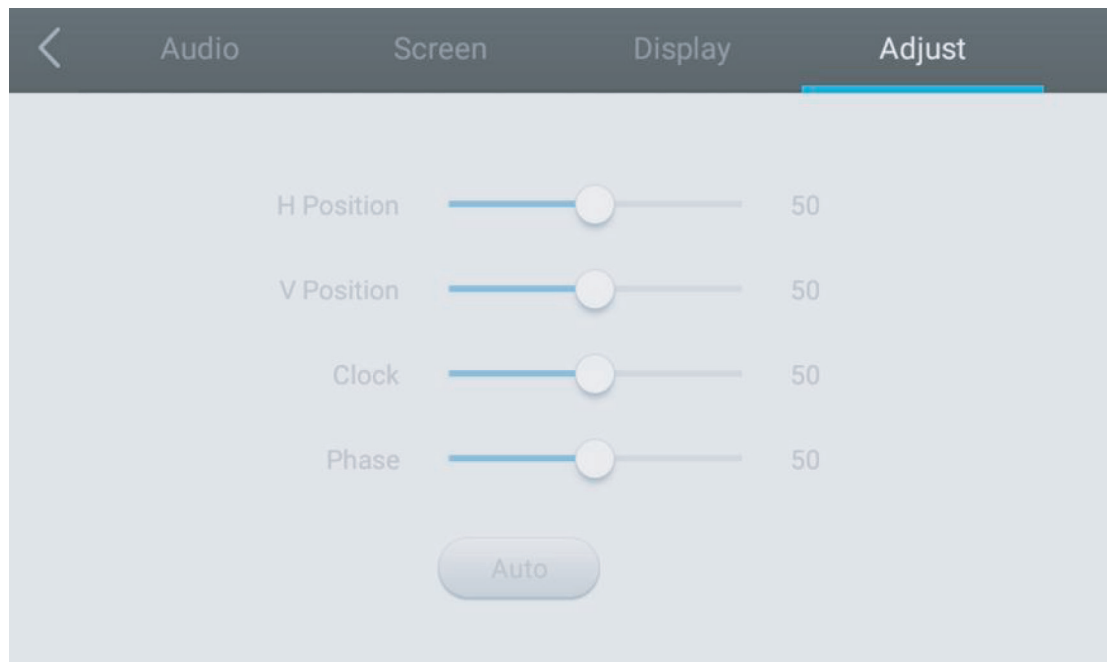 Audio Screen Display Adjust
H Position 50
V Position 50
Clock 50
Phase 50
Auto